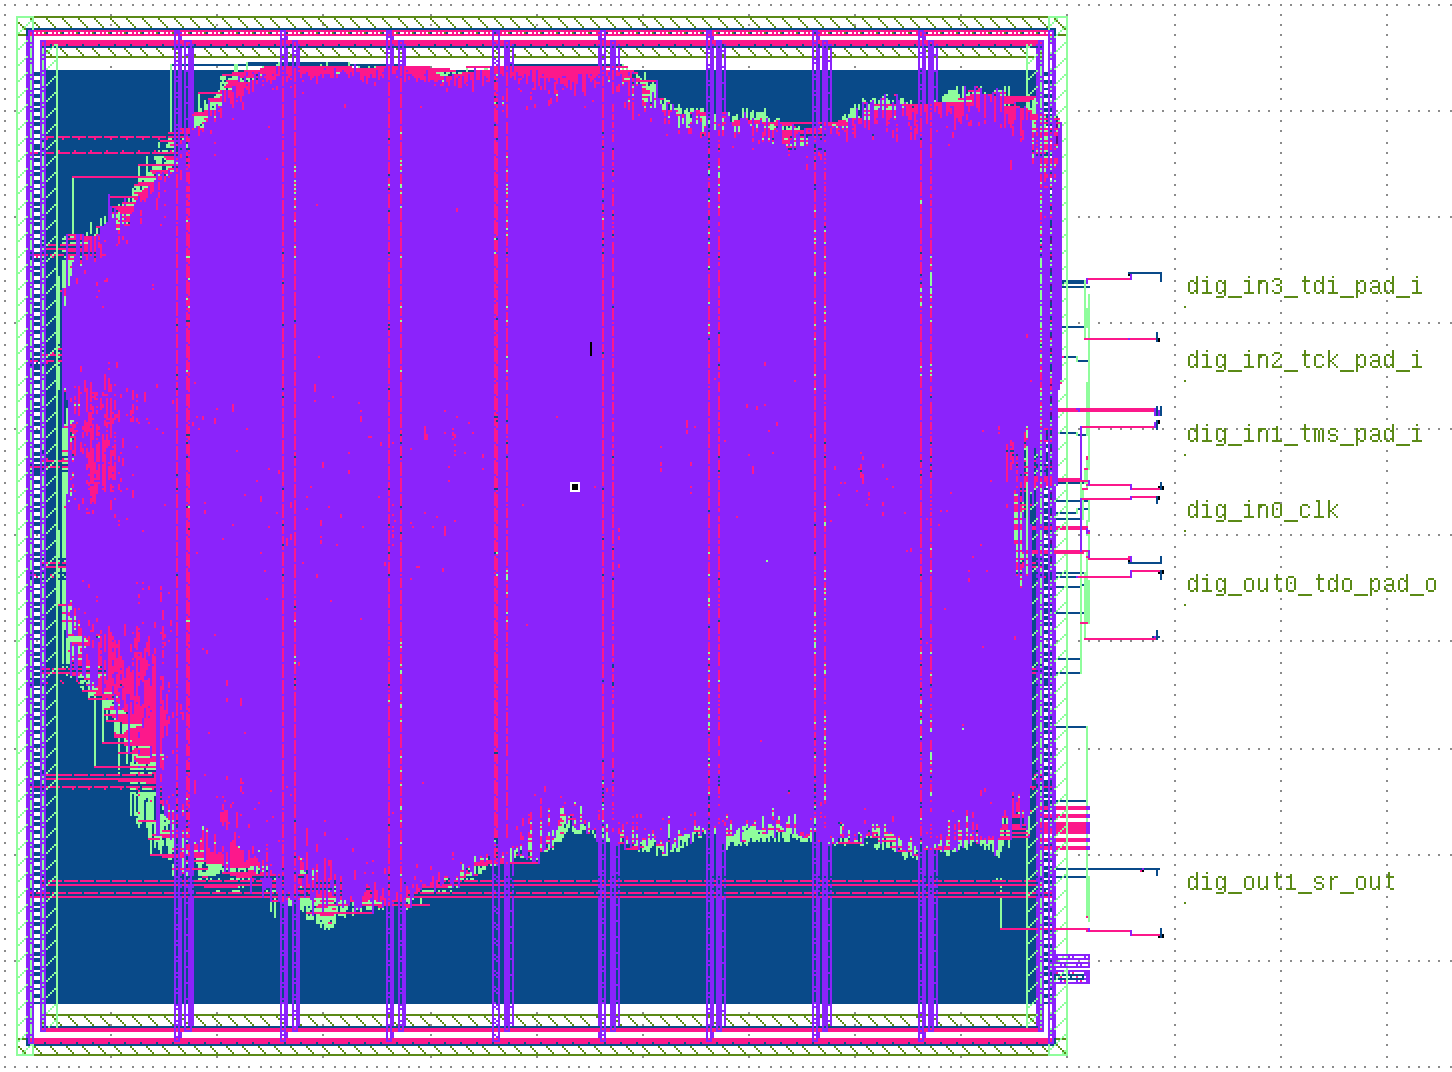 dig_in3_tdi_pad_i
dig_in2_tck_pad_i
dig_in1_tms_pad_i
dig_in0_clk
dig_out0_tdo_pad_o
dig_out1_sr_out